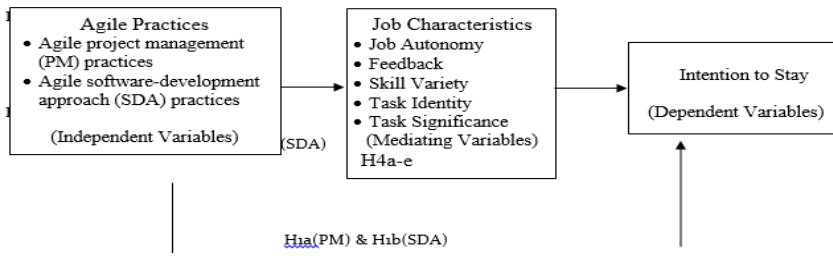 Agile Practices
• Agile project management
(PM) practices
• Agile software-development
approach (SDA) practices
(Independent Variables)
(SDA)
Job Characteristics
• Job Autonomy
• Feedback
• Skill Variety
• Task Identity
• Task Significance
(Mediating Variables)
H4a-e
Intention to Stay
(Dependent Variables)
H1a(PM) & H1b(SDA)